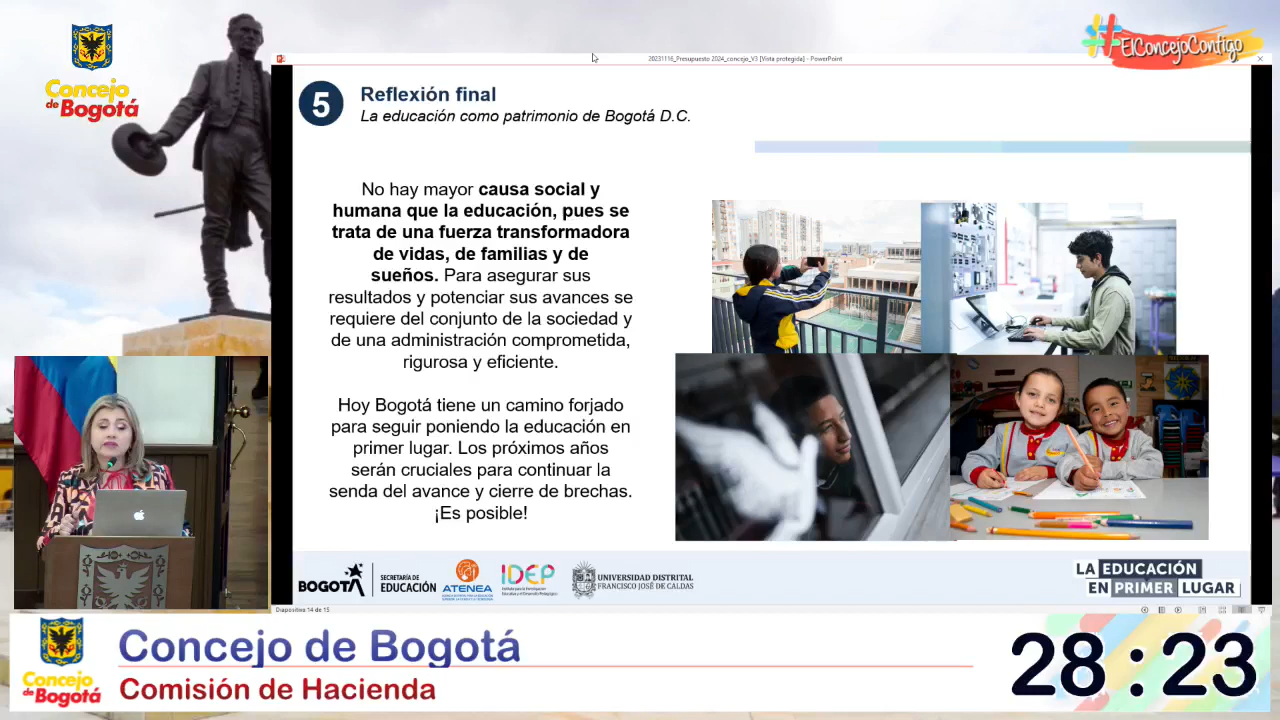 Concejo
de Bogotá
#ElConcejoContigo
20231116_Presupuesto 2024_concejo_V3 [Vista protegida] - PowerPoint
5
Reflexión final
La educación como patrimonio de Bogotá D.C.
No hay mayor causa social y
humana que la educación, pues se
trata de una fuerza transformadora
de vidas, de familias y de
sueños. Para asegurar sus
resultados y potenciar sus avances se
requiere del conjunto de la sociedad y
de una administración comprometida,
rigurosa y eficiente.
Hoy Bogotá tiene un camino forjado
para seguir poniendo la educación en
primer lugar. Los próximos años
serán cruciales para continuar la
senda del avance y cierre de brechas.
¡Es posible!
BOGOTÁ
SECRETARÍA DE
EDUCACIÓN
ATENEA
IDEP
UNIVERSIDAD DISTRITAL
FRANCISCO JOSÉ DE CALDAS
LA EDUCACIÓN
EN PRIMER LUGAR
Diapositiva 14 de 15
Concejo
de Bogotá
Concejo de Bogotá
Comisión de Hacienda
28:23